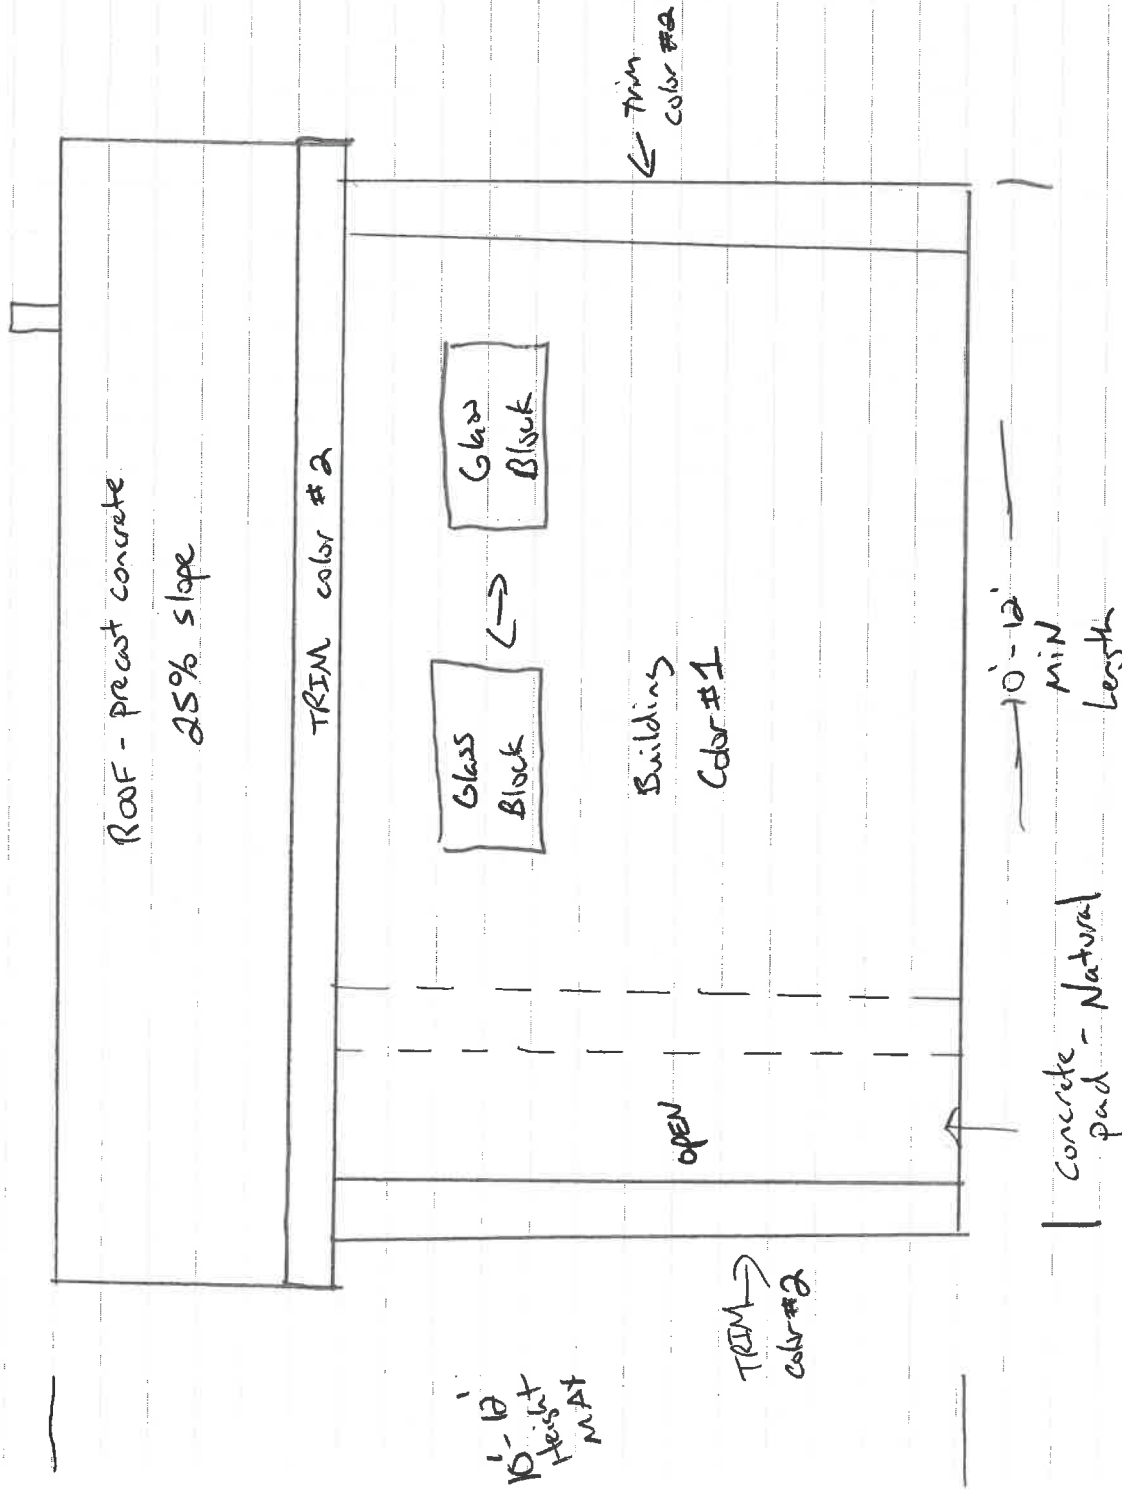 Roof - precast concrete
25% slope
TRIM color #2
Glass
Block
Glass
Block
<->
Building
Color #1
OPEN
TRIM →
color #2
← Trim
color #2
10' - 12'
Height
MAX
10' - 12'
MIN
Length
Concrete
pad - Natural